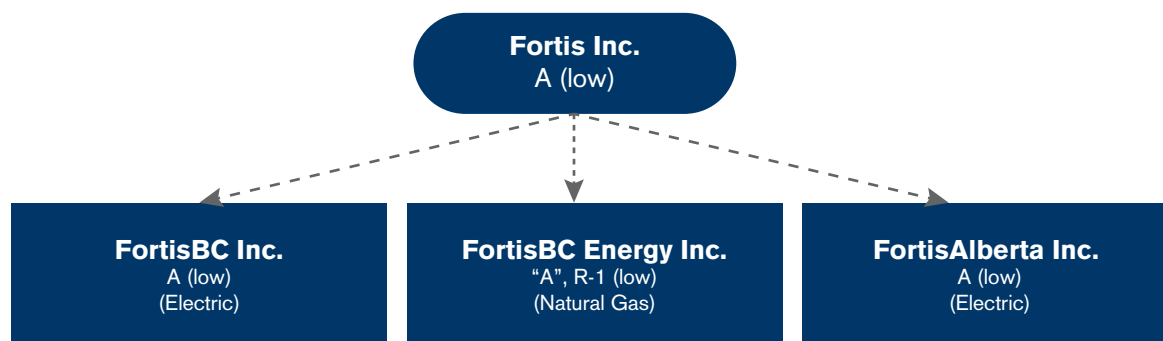 Fortis Inc.
A (low)
FortisBC Inc.
A (low)
(Electric)
FortisBC Energy Inc.
“A”, R-1 (low)
(Natural Gas)
FortisAlberta Inc.
A (low)
(Electric)